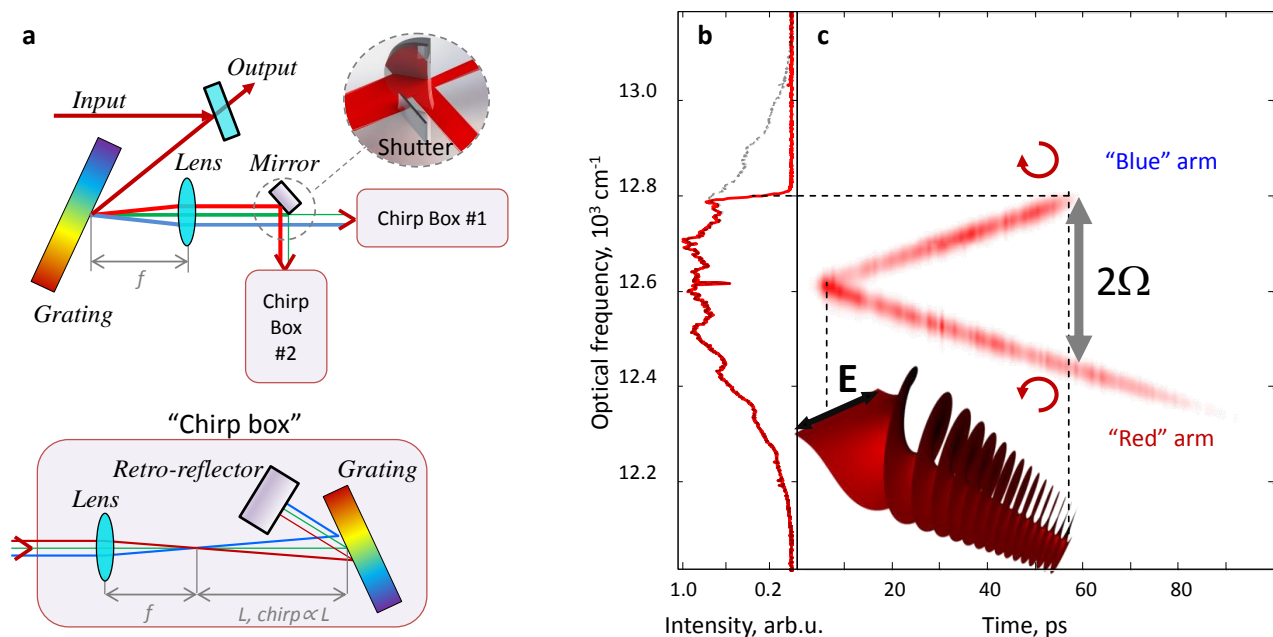 a
Input
Output
Lens
Mirror
Shutter
Chirp Box #1
f
Grating
Chirp
Box
#2
"Chirp box"
Retro-reflector
Grating
Lens
f
L, chirp∝L
b
c
Optical frequency, 10³ cm⁻¹
13.0
12.8
12.6
12.4
12.2
"Blue" arm
2Ω
E
"Red" arm
1.0
0.2
20
40
60
80
Intensity, arb.u.
Time, ps